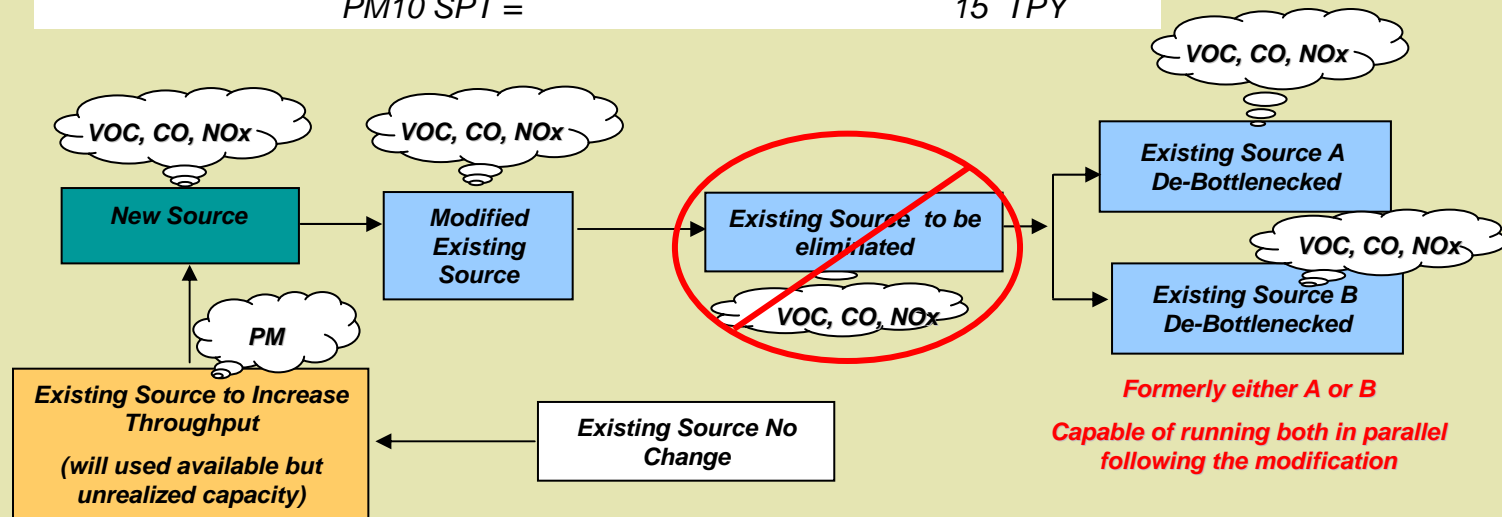 PM10 SPT = 15 TPY
VOC, CO, NOx
VOC, CO, NOx
VOC, CO, NOx
New Source
Modified
Existing
Source
Existing Source to be
eliminated
VOC, CO, NOx
Existing Source A
De-Bottlenecked
VOC, CO, NOx
Existing Source B
De-Bottlenecked
PM
Existing Source to Increase
Throughput
(will used available but
unrealized capacity)
Existing Source No
Change
Formerly either A or B
Capable of running both in parallel
following the modification